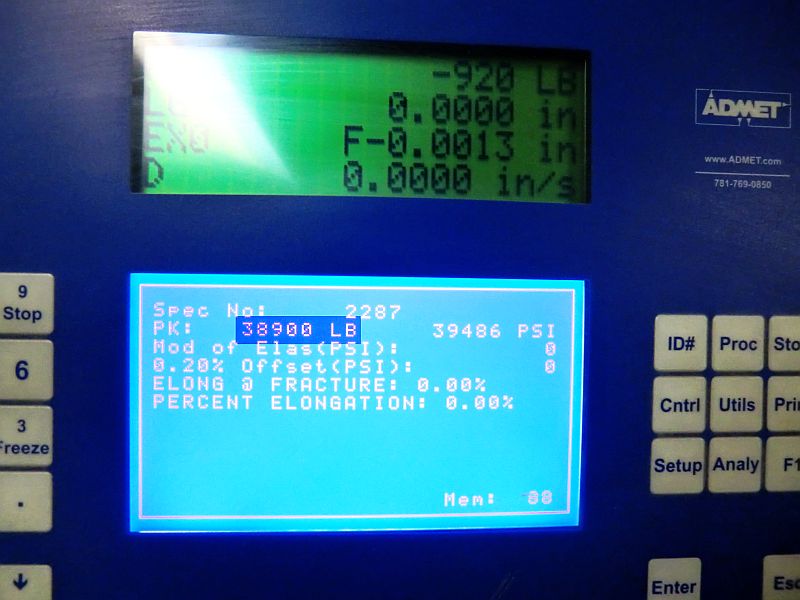 -920 LB
0.0000 in
EX0 F-0.0013 in
D 0.0000 in/s
ADMET
www.ADMET.com
781-769-0850
Spec No: 2287
PK: 38900 LB 39486 PSI
Mod of Elas(PSI): 0
0.20% Offset(PSI): 0
ELONG @ FRACTURE: 0.00%
PERCENT ELONGATION: 0.00%
Mem: 00
9
Stop
6
3
Freeze
.
ID# Proc
Cntrl Utils
Setup Analy F1
Enter